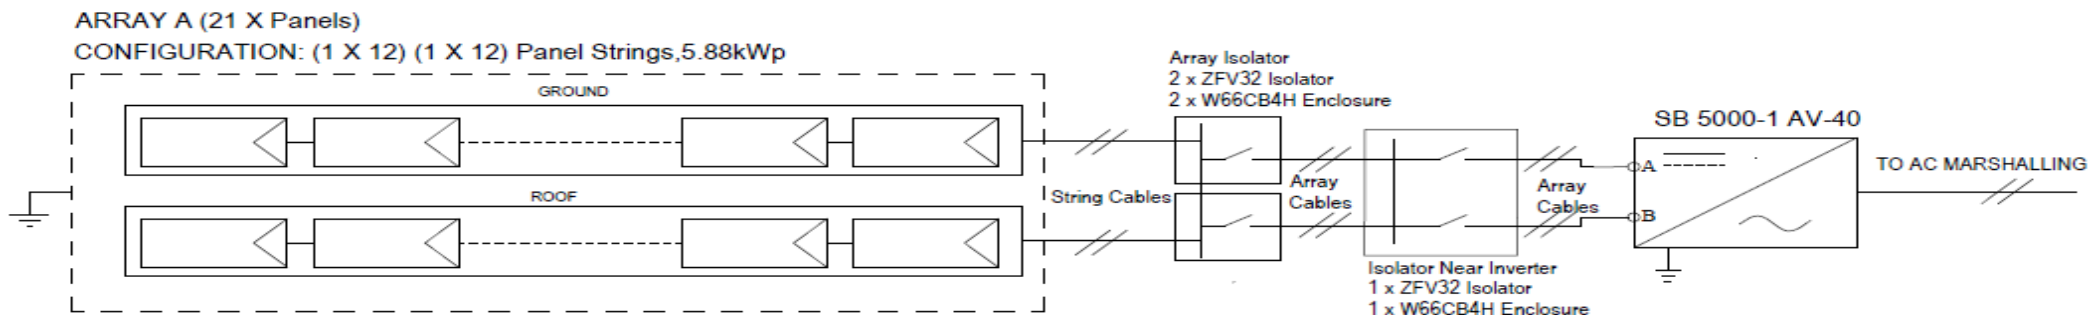 ARRAY A (21 X Panels)
CONFIGURATION: (1 X 12) (1 X 12) Panel Strings,5.88kWp
GROUND
ROOF
String Cables
Array Isolator
2 x ZFV32 Isolator
2 x W66CB4H Enclosure
Array
Cables
Isolator Near Inverter
1 x ZFV32 Isolator
1 x W66CB4H Enclosure
Array
Cables
SB 5000-1 AV-40
A
B
TO AC MARSHALLING